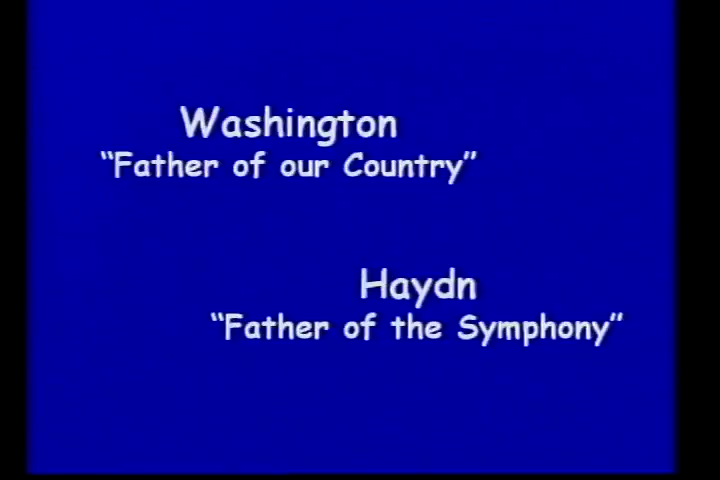 Washington
“Father of our Country”
Haydn
“Father of the Symphony”